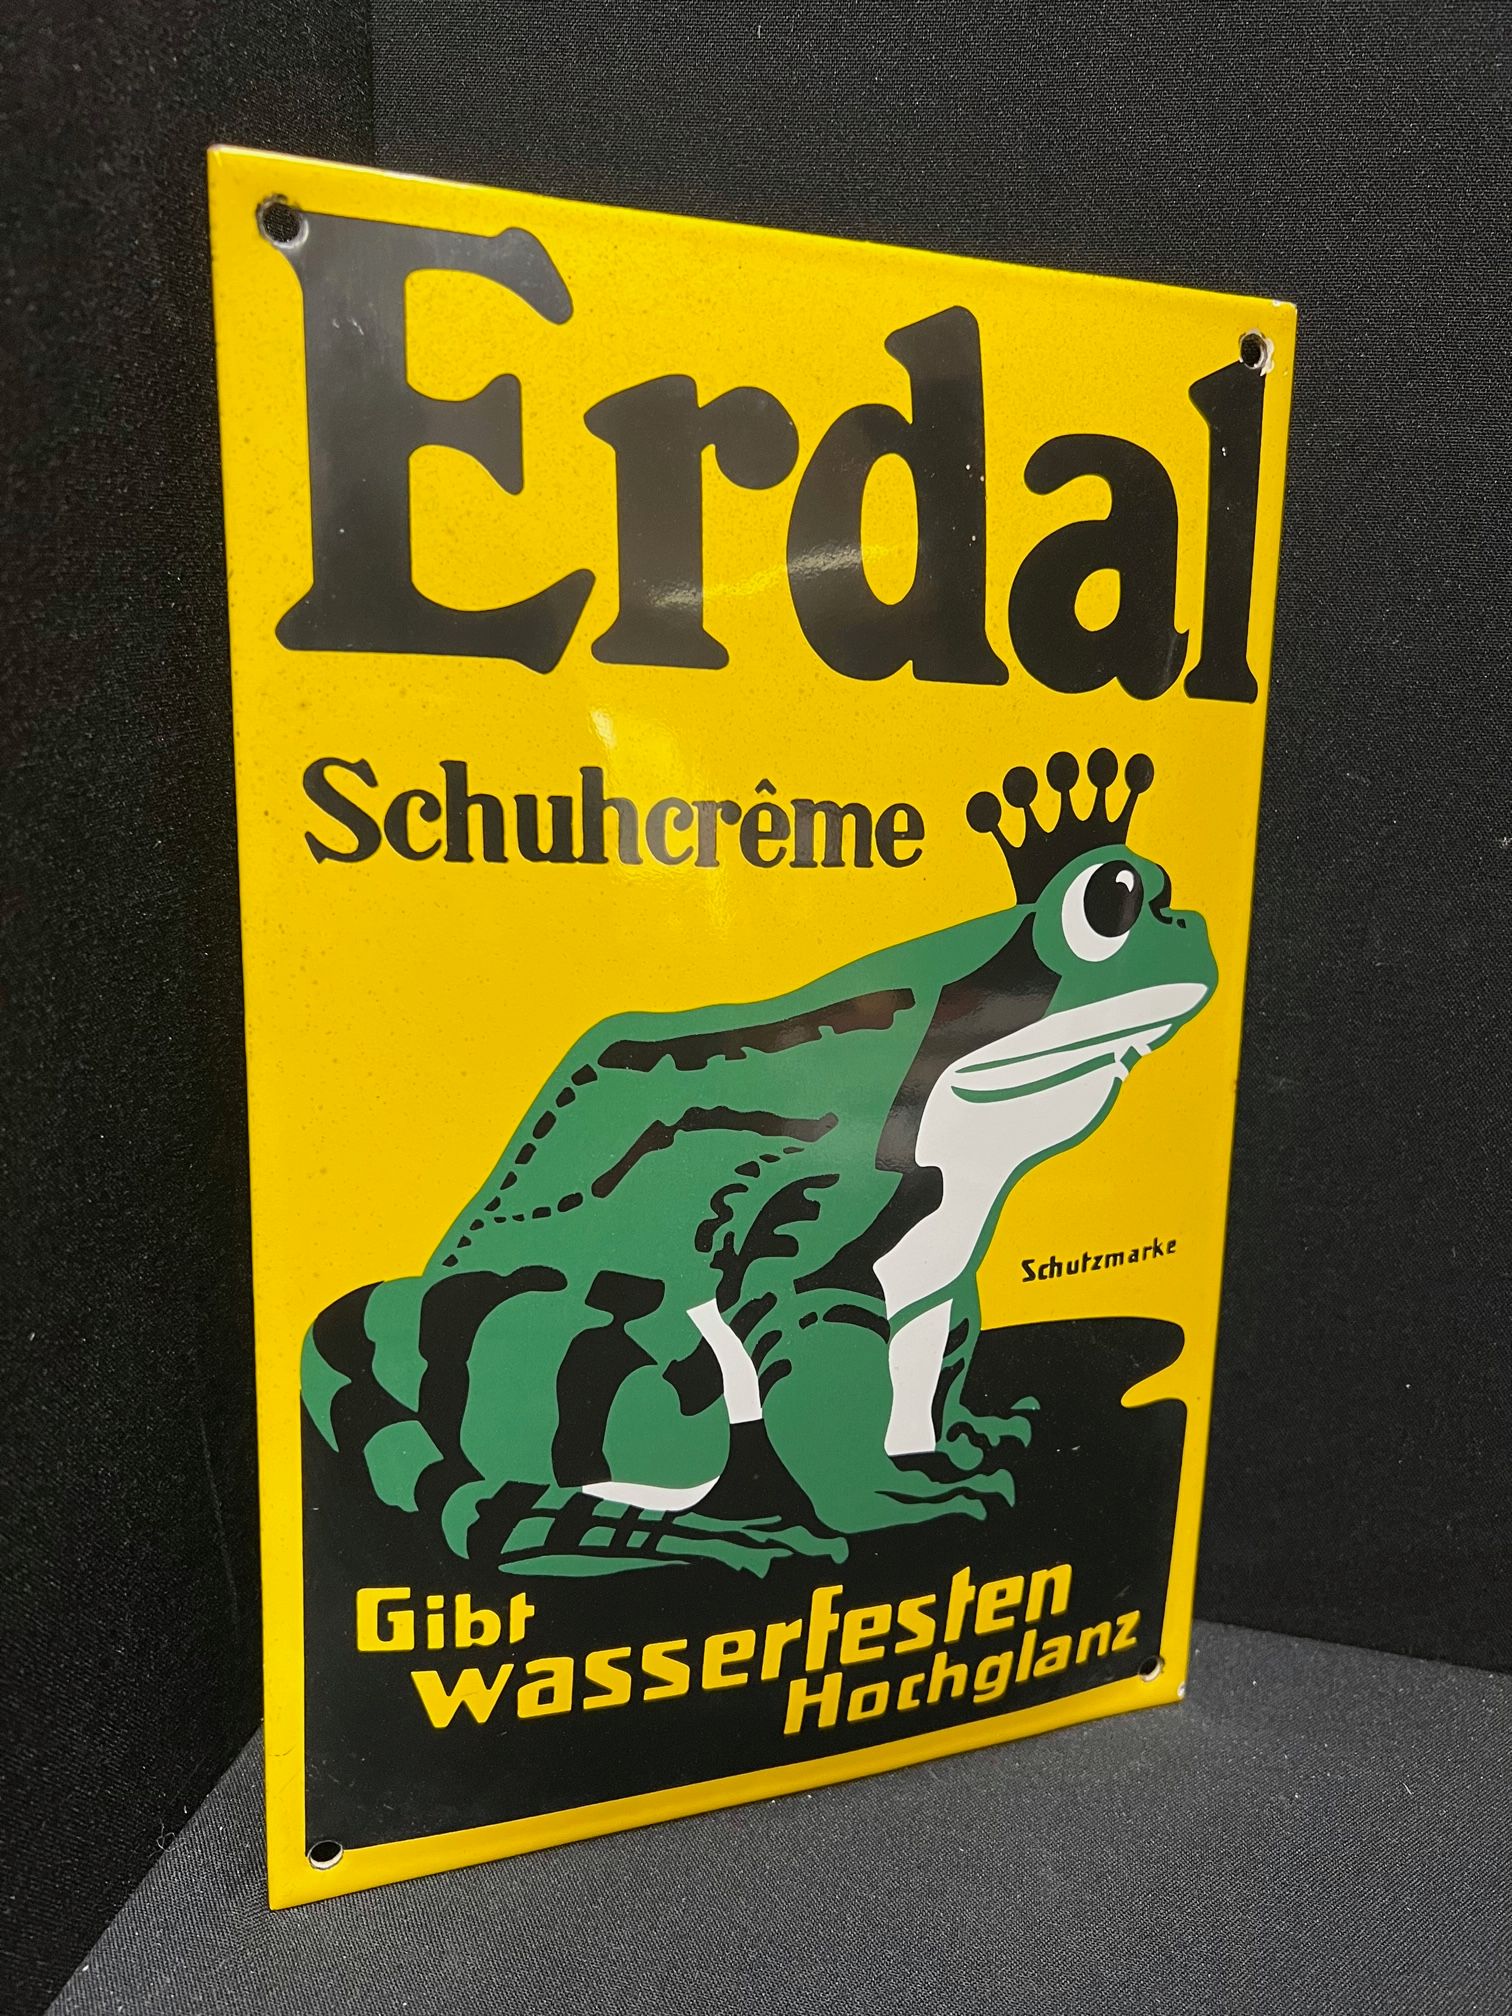 Erdal
Schuhcrême
Schutzmarke
Gibt
wasserfesten
Hochglanz